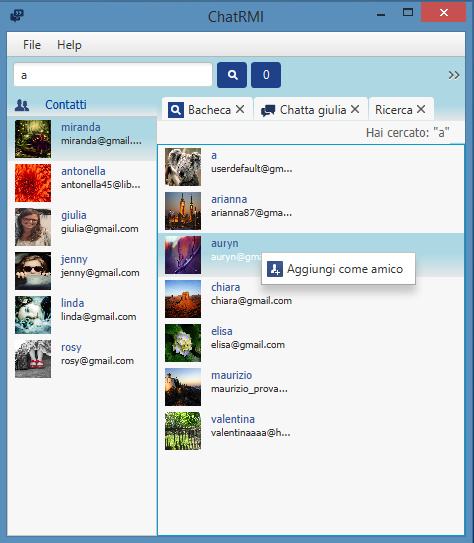 ChatRMI
File Help
a 0 >>
Contatti
miranda
miranda@gmail....
antonella
antonella45@lib...
giulia
giulia@gmail.com
jenny
jenny@gmail.com
linda
linda@gmail.com
rosy
rosy@gmail.com
Bacheca Chatta giulia Ricerca
Hai cercato: "a"
a
userdefault@gm...
arianna
arianna87@gma...
auryn
Aggiungi come amico
chiara
chiara@gmail.com
elisa
elisa@gmail.com
maurizio
maurizio_prova...
valentina
valentinaaaa@h...